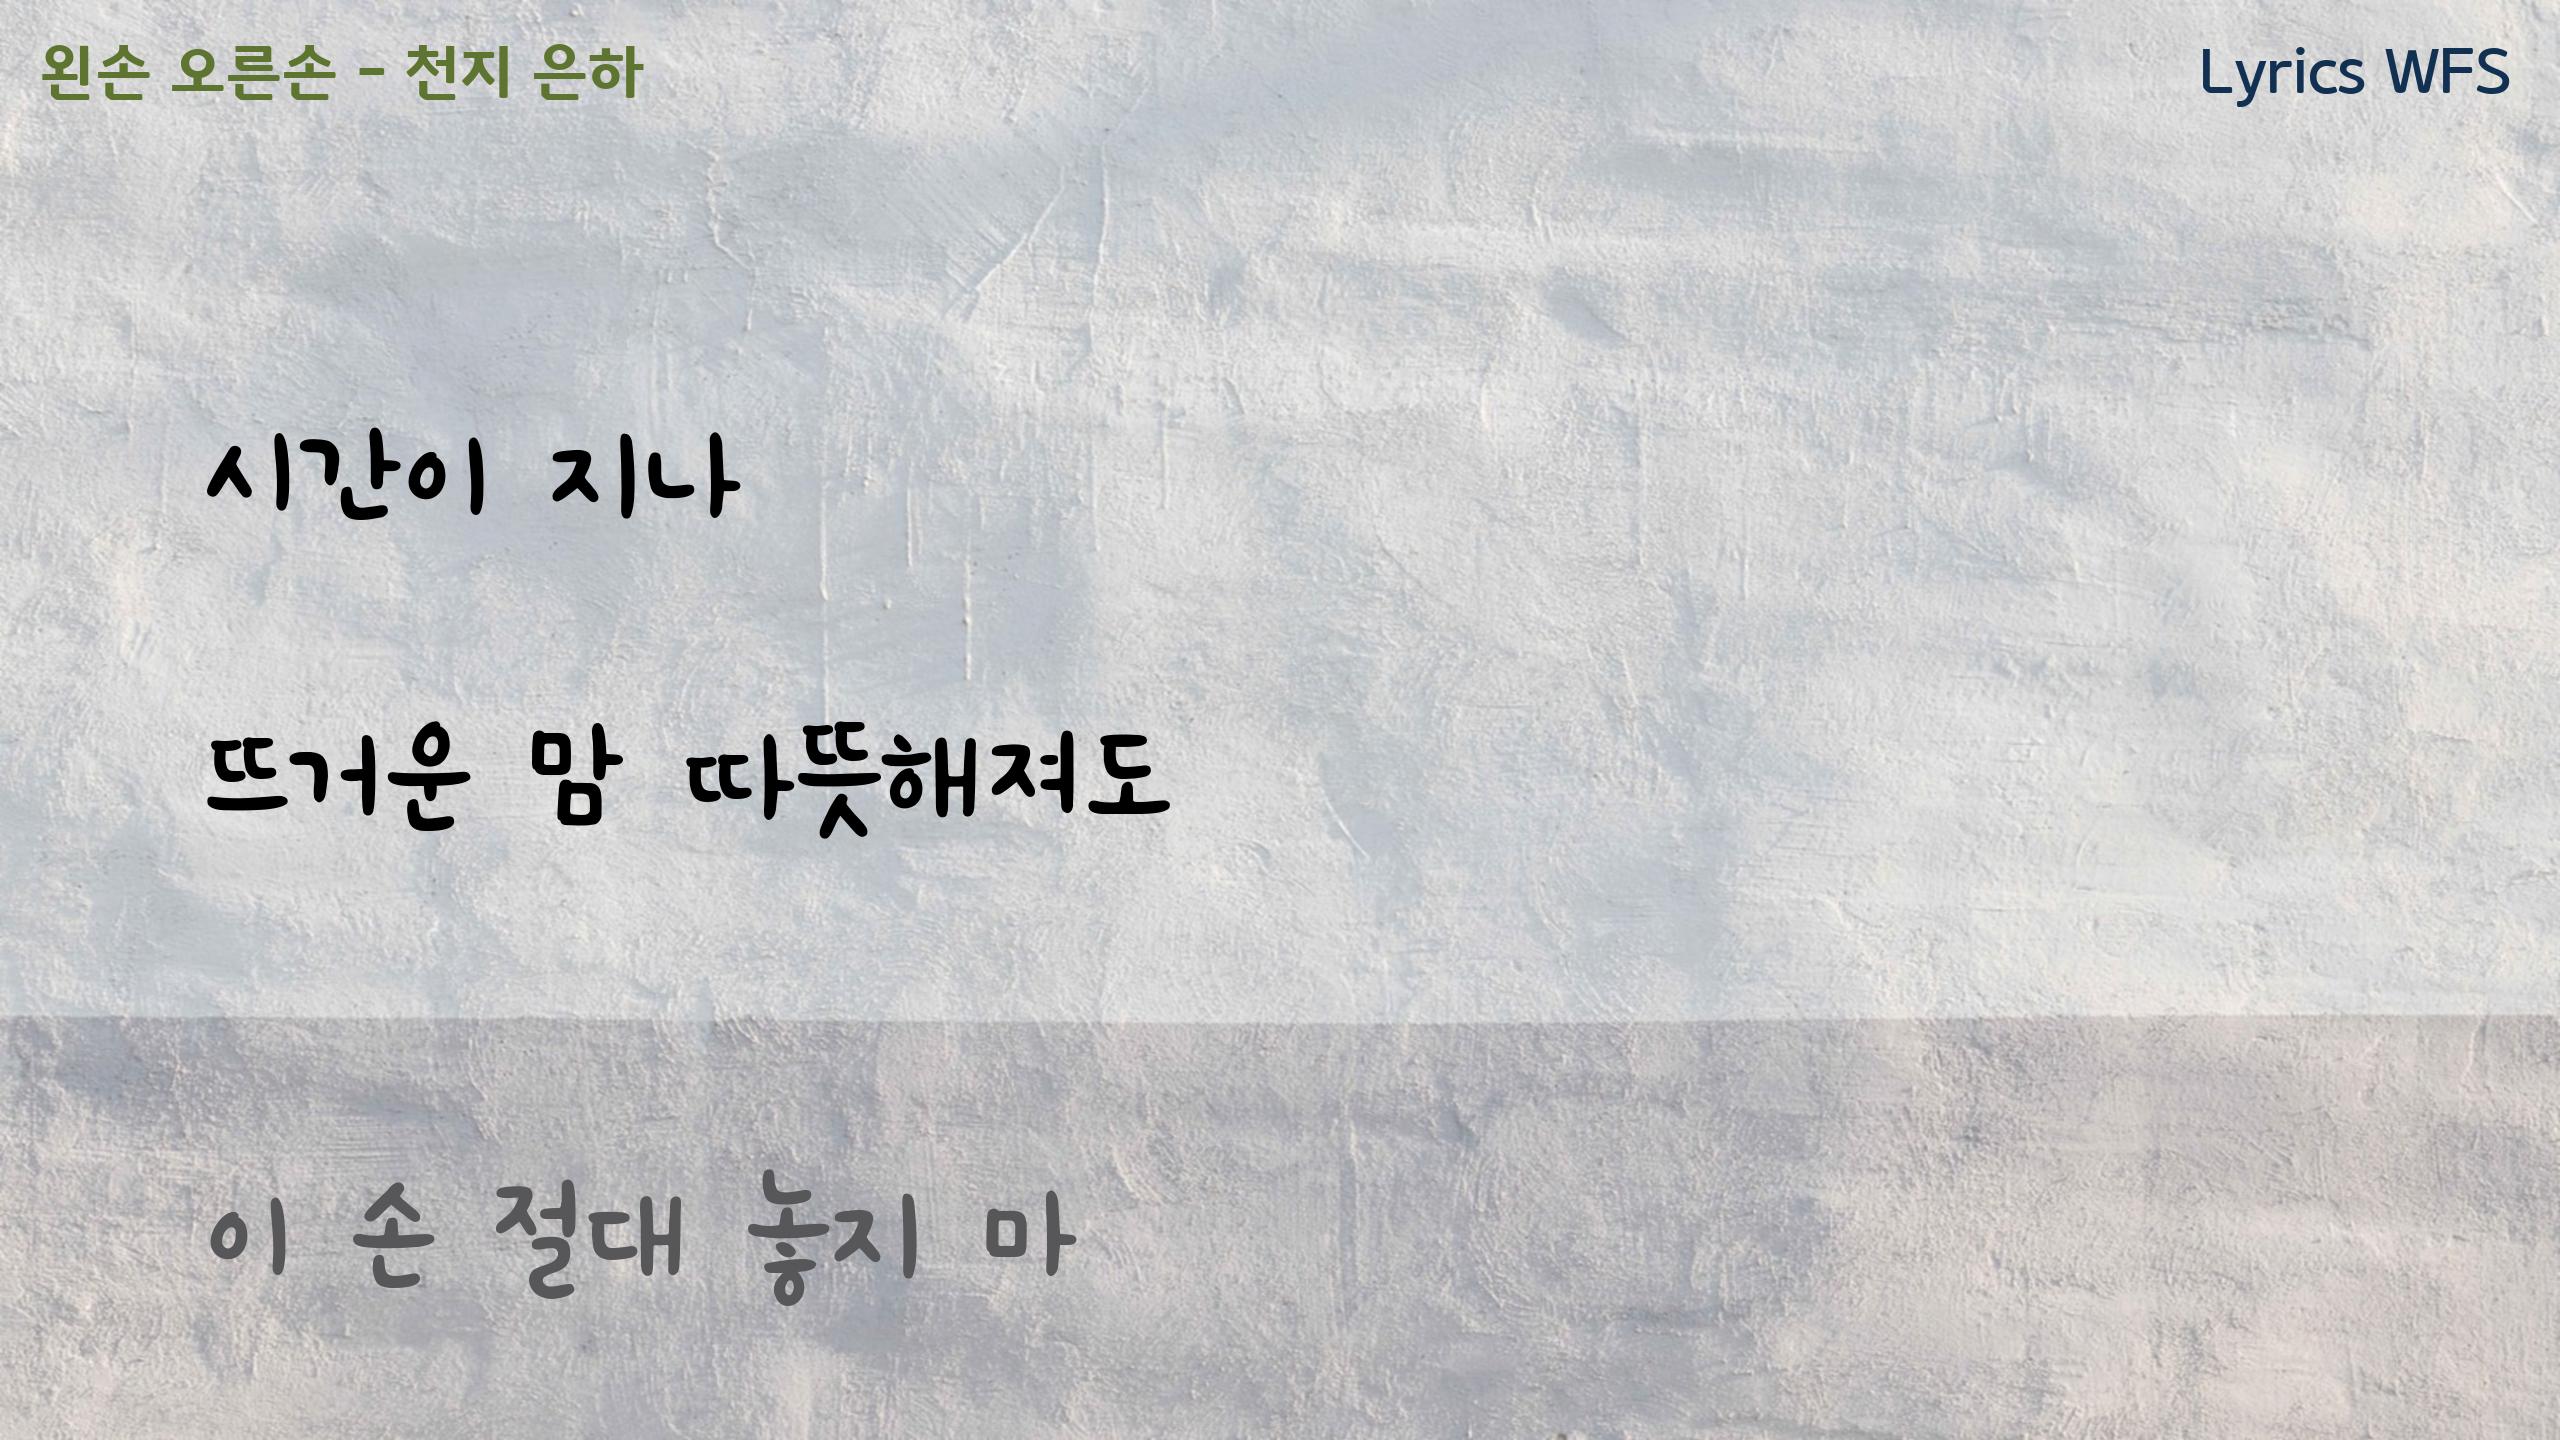 왼손 오른손 - 천지 은하
Lyrics WFS
시간이 지나
뜨거운 맘 따뜻해져도
이 손 절대 놓지 마